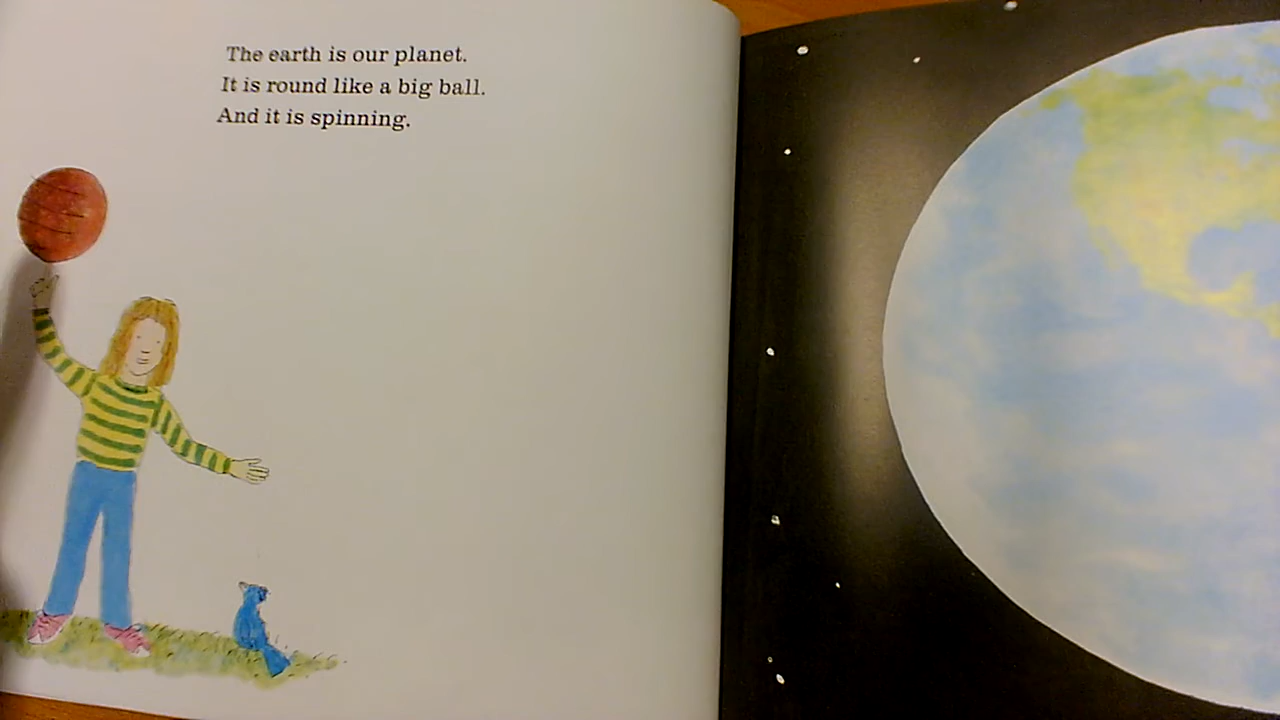 The earth is our planet.
It is round like a big ball.
And it is spinning.